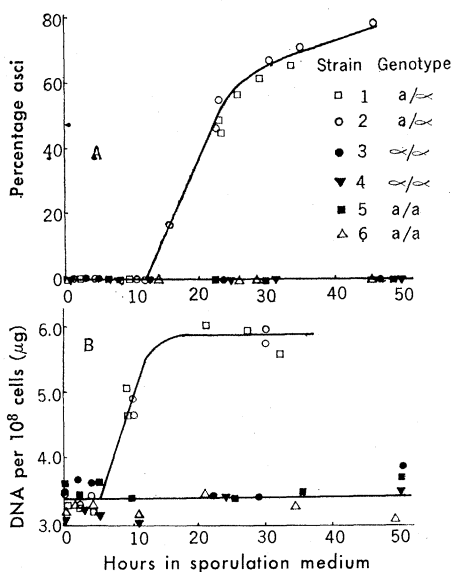 80
60
40
20
0
Percentage asci
A
Strain Genotype
□ 1 a/∝
○ 2 a/∝
● 3 ∝/∝
▼ 4 ∝/∝
■ 5 a/a
△ 6 a/a
0 10 20 30 40 50
6.0
5.0
4.0
3.0
DNA per 10⁸ cells (μg)
B
0 10 20 30 40 50
Hours in sporulation medium